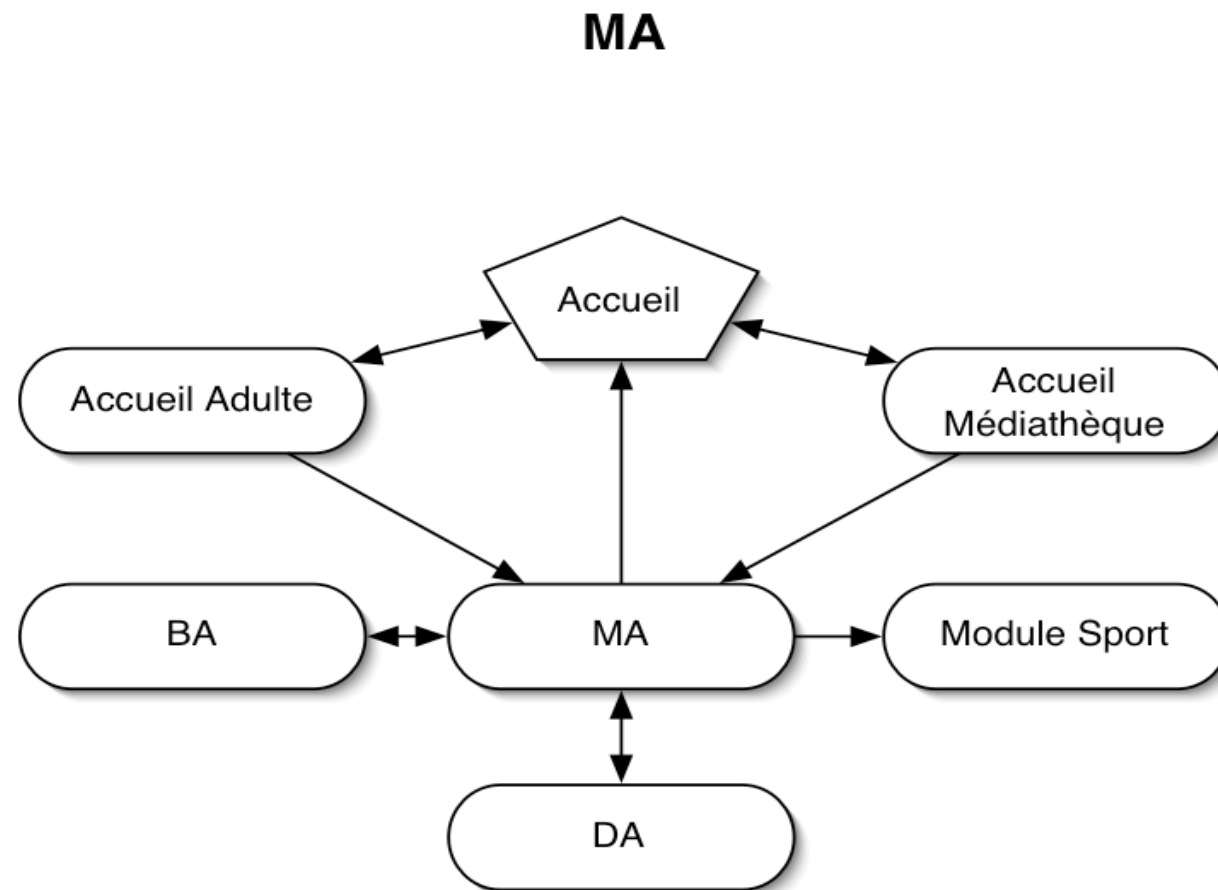 MA
Accueil
Accueil Adulte
Accueil
Médiathèque
BA
MA
Module Sport
DA